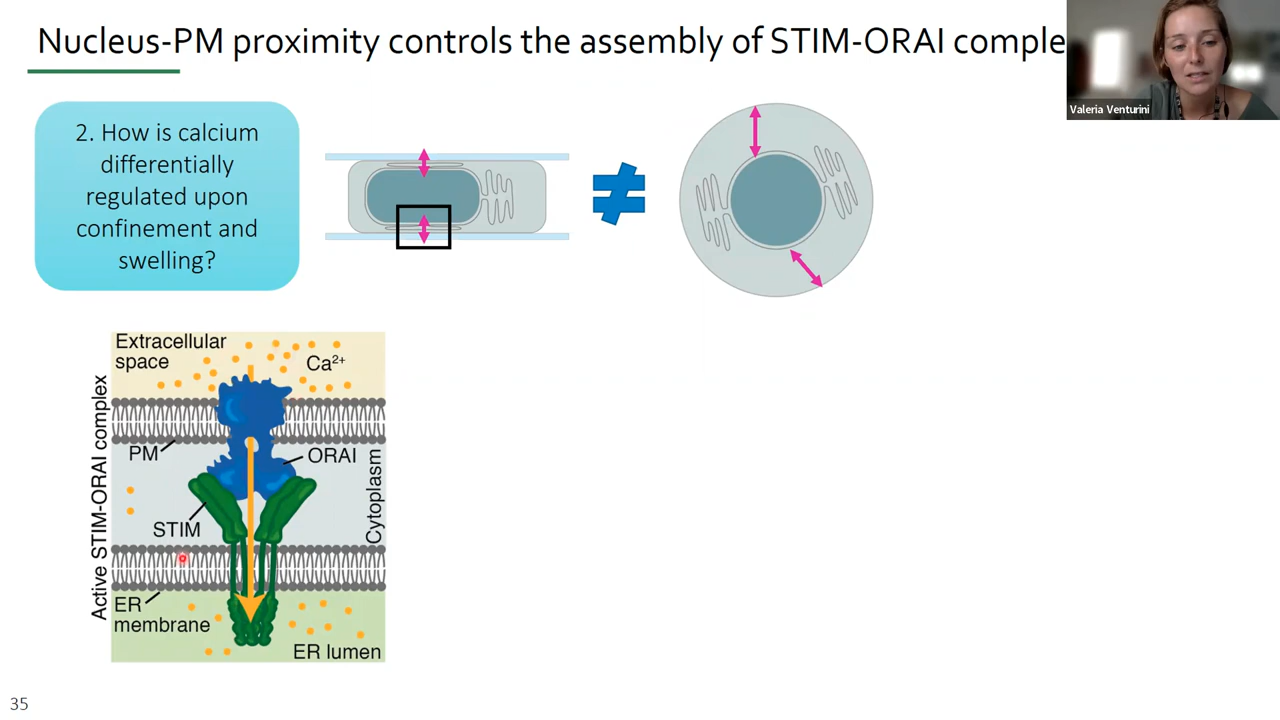 Nucleus-PM proximity controls the assembly of STIM-ORAI comple
Valeria Venturini
2. How is calcium
differentially
regulated upon
confinement and
swelling?
Extracellular
space
Ca²⁺
PM
ORAI
STIM
Cytoplasm
Active STIM-ORAI complex
ER
membrane
ER lumen
35